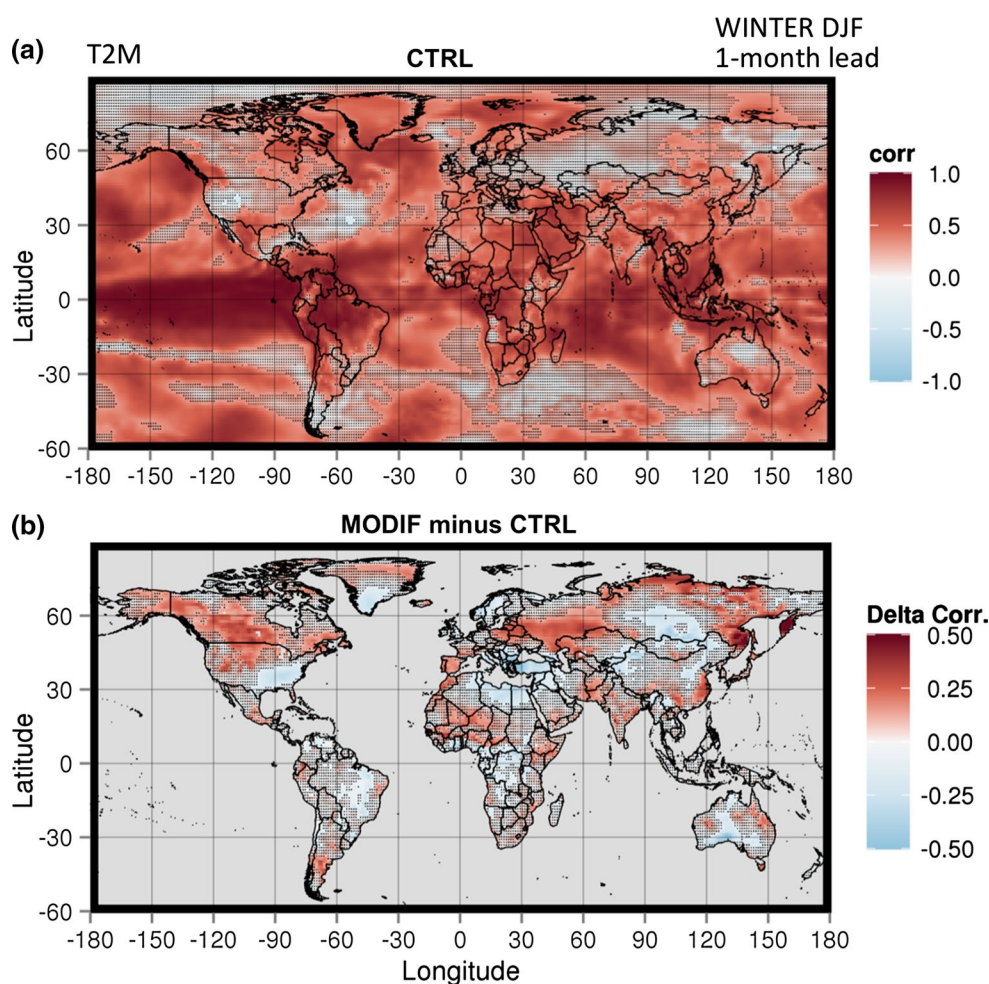 (a) T2M CTRL WINTER DJF
1-month lead
Latitude
60
30
0
-30
-60
-180 -150 -120 -90 -60 -30 0 30 60 90 120 150 180
corr
1.0
0.5
0.0
-0.5
-1.0
(b) MODIF minus CTRL
Latitude
60
30
0
-30
-60
-180 -150 -120 -90 -60 -30 0 30 60 90 120 150 180
Longitude
Delta Corr.
0.50
0.25
0.00
-0.25
-0.50